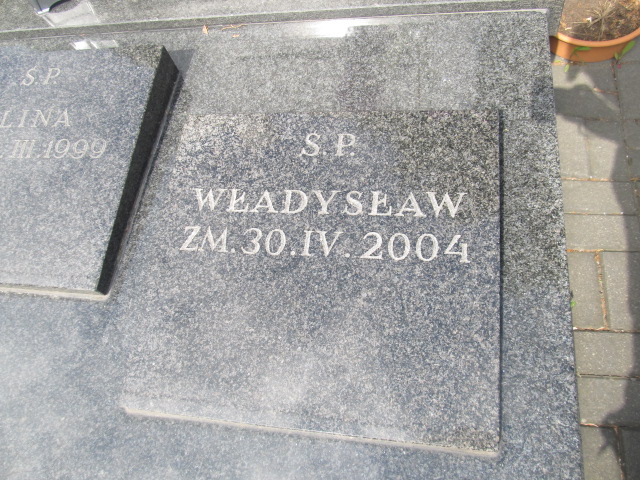 S.P.
LINA
III.1999
S.P.
WŁADYSŁAW
ZM.30.IV.2004